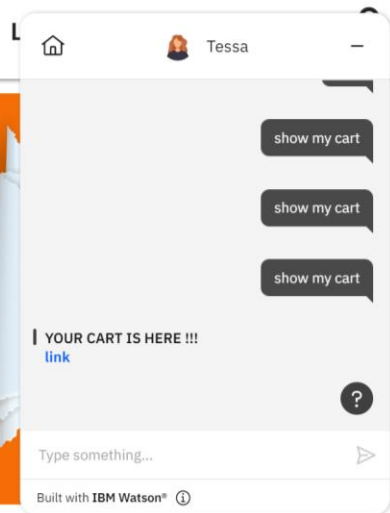 L
Tessa
show my cart
show my cart
show my cart
YOUR CART IS HERE !!!
link
?
Type something...
Built with IBM Watson®